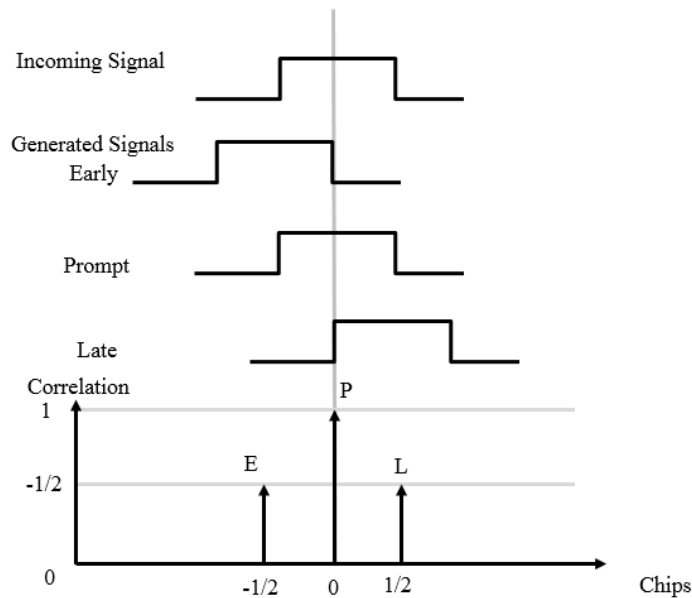 Incoming Signal
Generated Signals
Early
Prompt
Late
Correlation
P
1
E
L
-1/2
0
-1/2
0
1/2
Chips